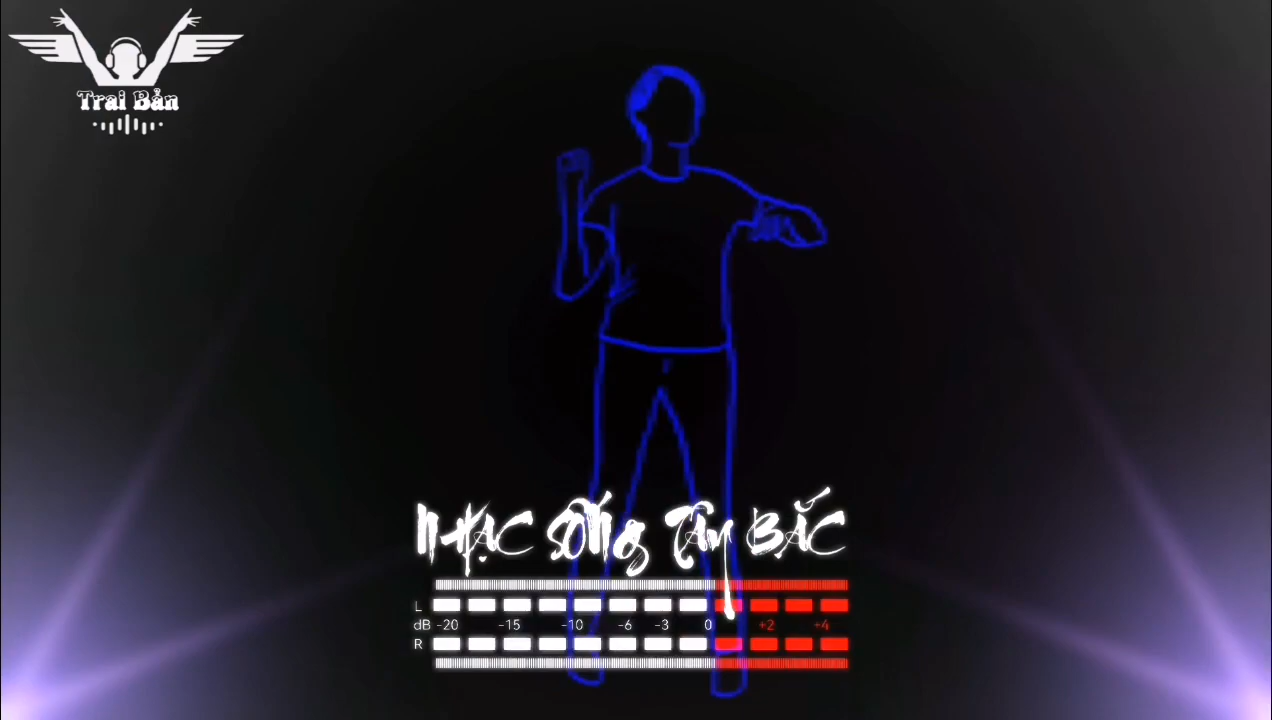 Trai Bản
NHẠC SỐNG TÂY BẮC
L
dB -20 -15 -10 -6 -3 0 +2 +4
R